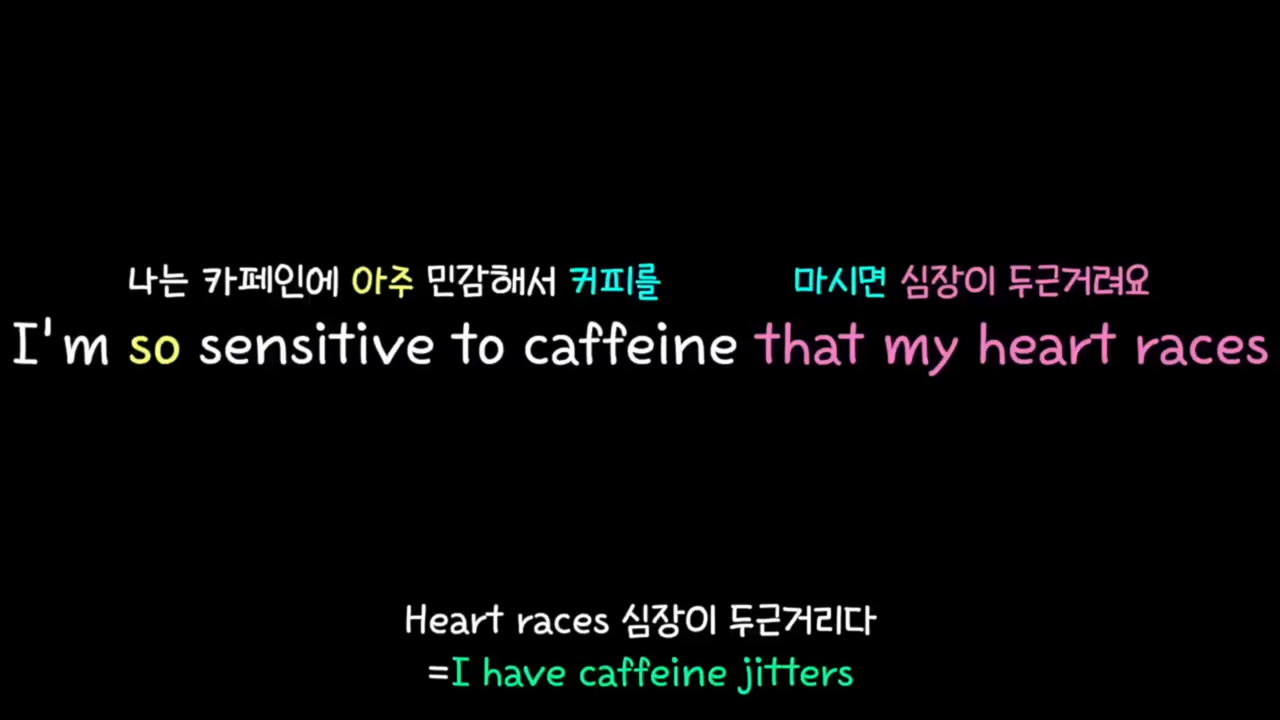 나는 카페인에 아주 민감해서 커피를 마시면 심장이 두근거려요
I'm so sensitive to caffeine that my heart races
Heart races 심장이 두근거리다
=I have caffeine jitters